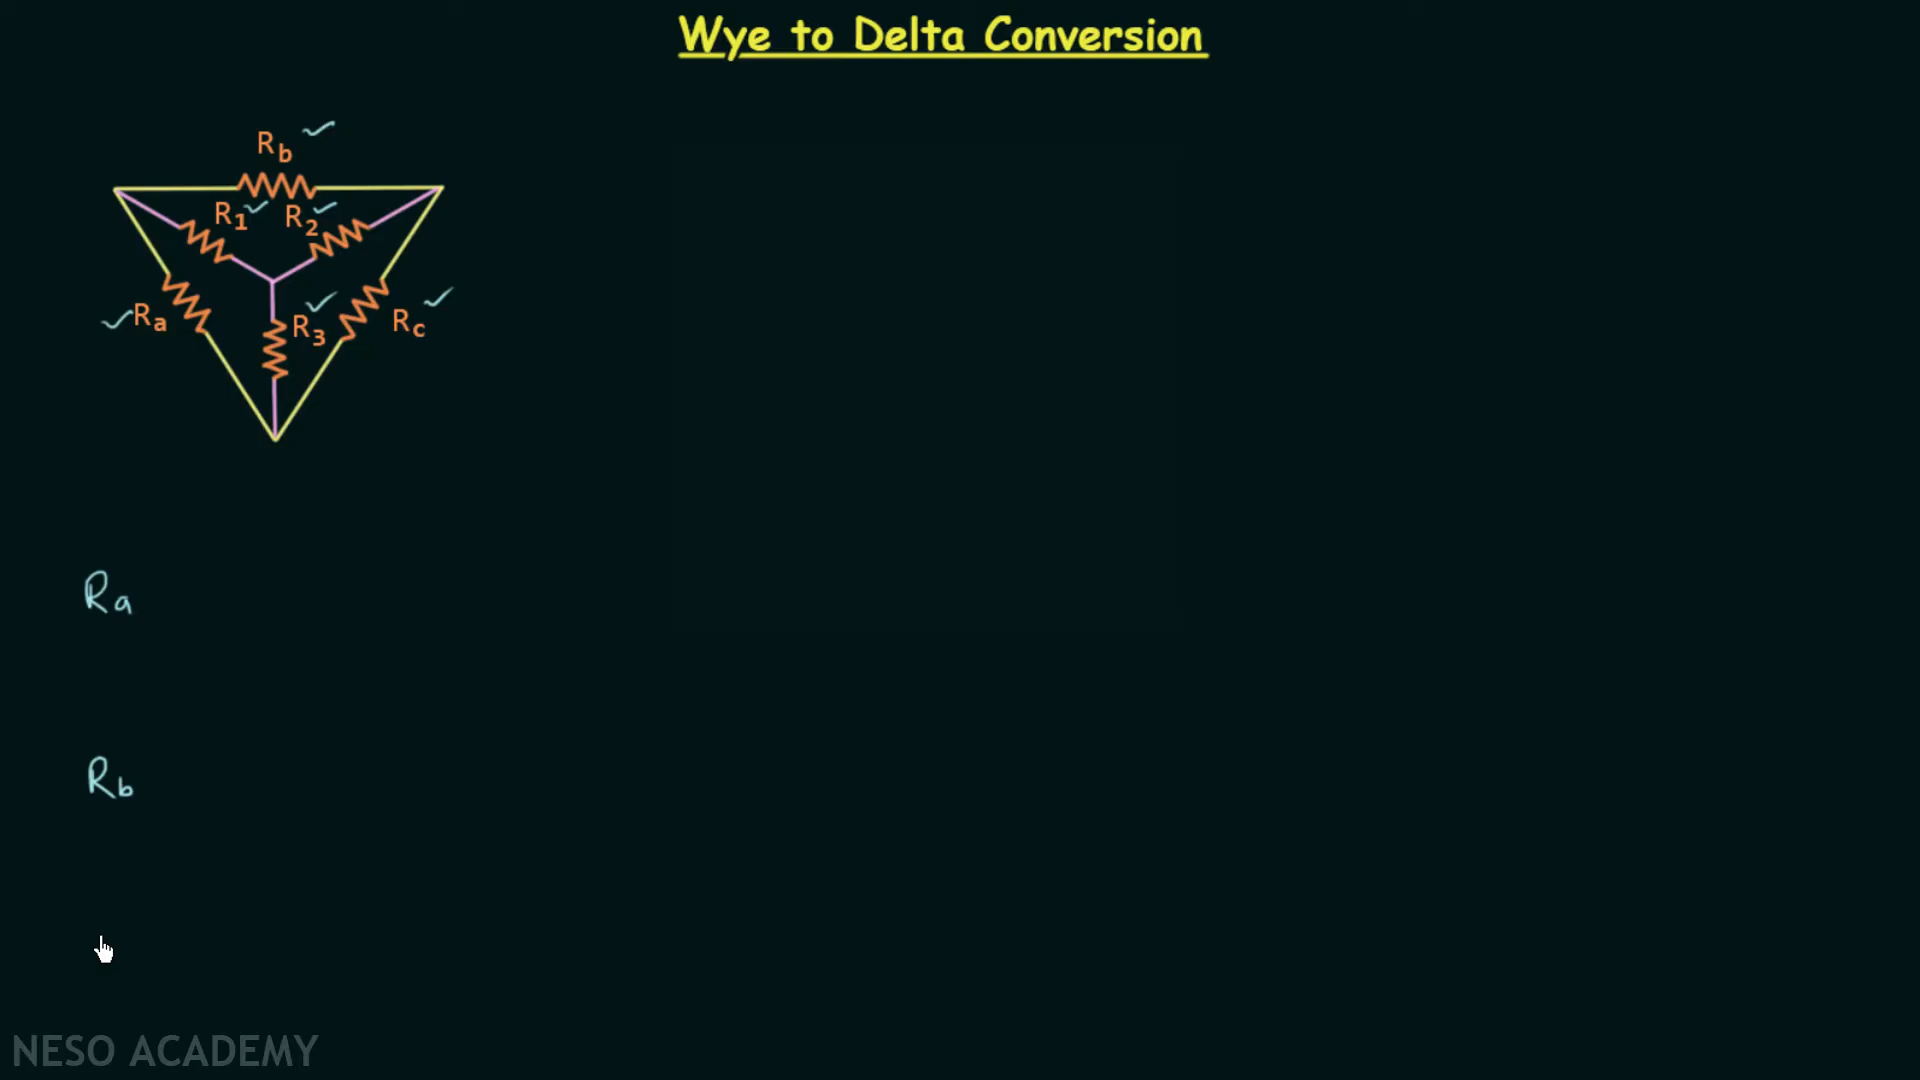 Wye to Delta Conversion
Rb
R1 R2
Ra R3 Rc
Ra
Rb
NESO ACADEMY